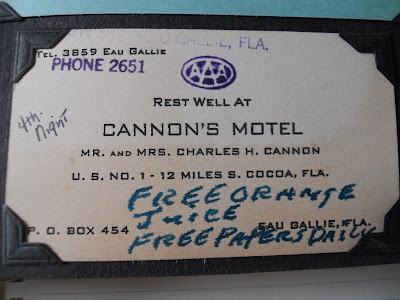 GALLIE, FLA.
TEL. 3859 EAU GALLIE
PHONE 2651
AAA
4th. Night
REST WELL AT
CANNON'S MOTEL
MR. AND MRS. CHARLES H. CANNON
U. S. NO. 1 - 12 MILES S. COCOA, FLA.
FREE ORANGE
JUICE
P. O. BOX 454 EAU GALLIE, FLA.
FREE PAPERS DAILY